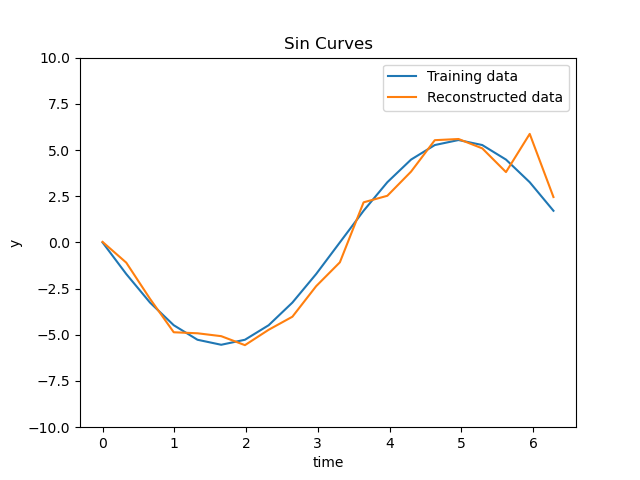 Sin Curves
Training data
Reconstructed data
10.0
7.5
5.0
2.5
0.0
−2.5
−5.0
−7.5
−10.0
y
0 1 2 3 4 5 6
time